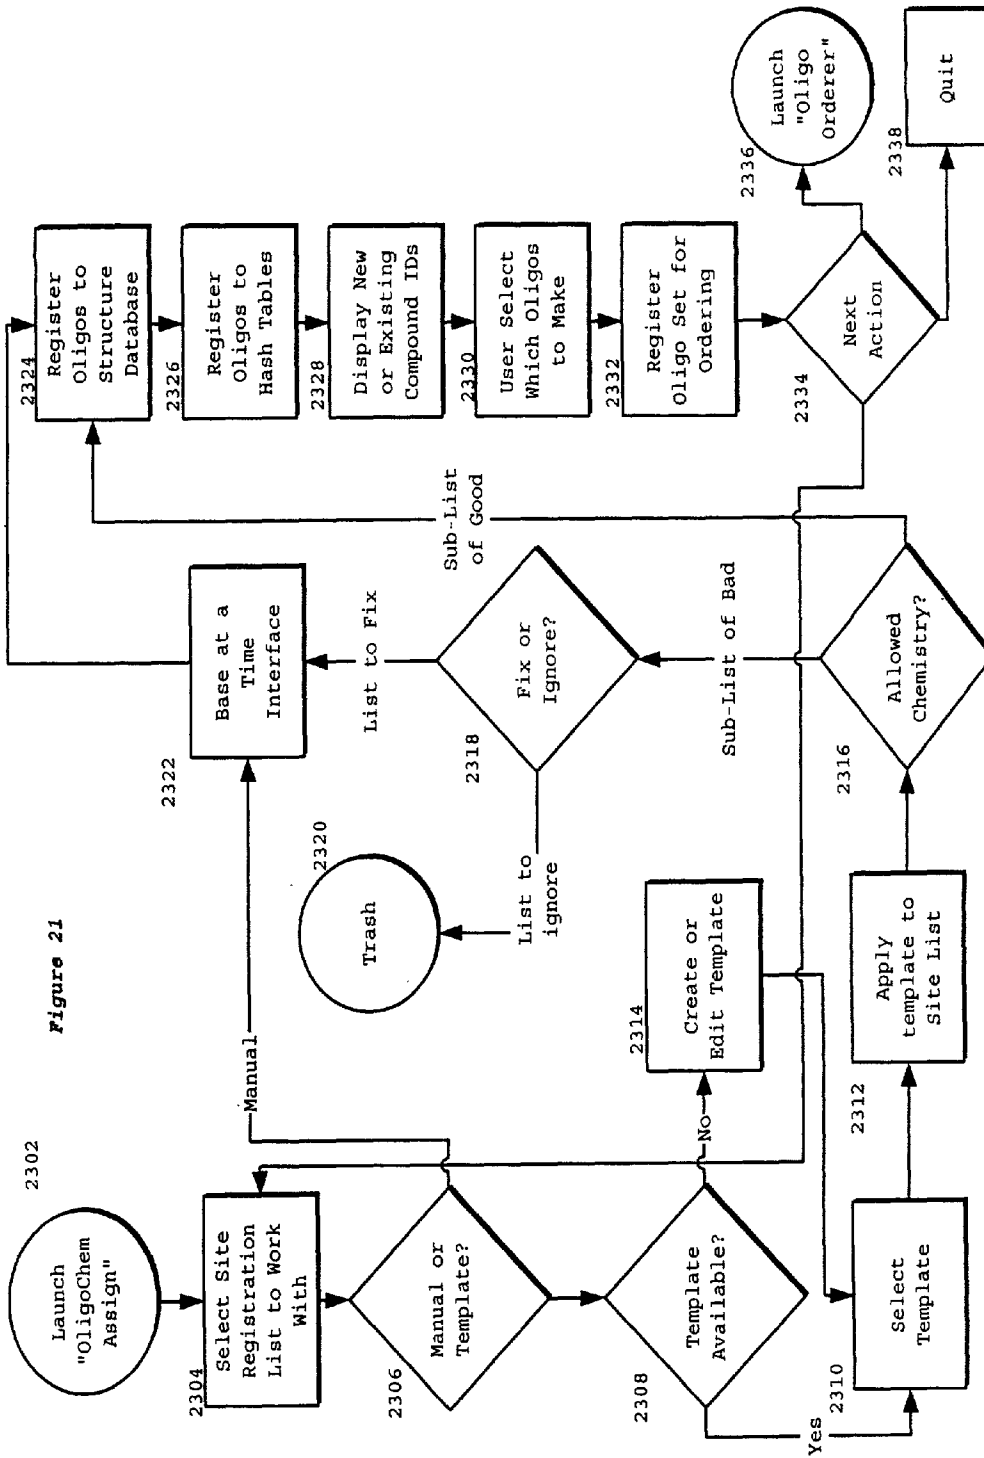 Figure 21
2302
Launch
"OligoChem
Assign"
2304
Select Site
Registration
List to Work
With
2306
Manual or
Template?
Manual
2308
Template
Available?
No
Yes
2310
Select
Template
2314
Create or
Edit Template
2312
Apply
template to
Site List
2316
Allowed
Chemistry?
Sub-List of Bad
Sub-List
of Good
2318
Fix or
Ignore?
List to
ignore
2320
Trash
List to Fix
2322
Base at a
Time
Interface
2324
Register
Oligos to
Structure
Database
2326
Register
Oligos to
Hash Tables
2328
Display New
or Existing
Compound IDs
2330
User Select
Which Oligos
to Make
2332
Register
Oligo Set for
Ordering
2334
Next
Action
2336
Launch
"Oligo
Orderer"
2338
Quit